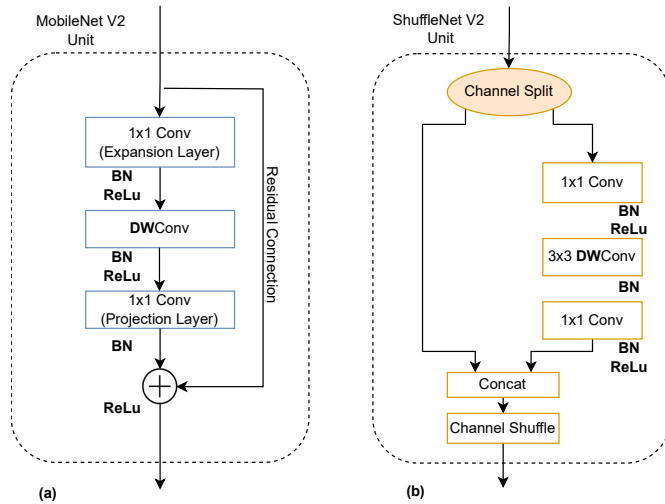 MobileNet V2
Unit
1x1 Conv
(Expansion Layer)
BN
ReLu
DWConv
BN
ReLu
1x1 Conv
(Projection Layer)
BN
ReLu
Residual Connection
(a)
ShuffleNet V2
Unit
Channel Split
1x1 Conv
BN
ReLu
3x3 DWConv
BN
1x1 Conv
BN
ReLu
Concat
Channel Shuffle
(b)